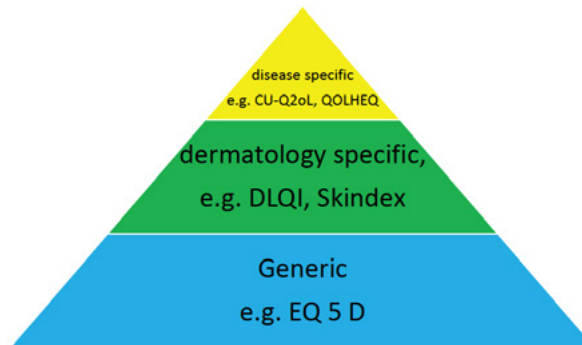 disease specific
e.g. CU-Q2oL, QOLHEQ
dermatology specific,
e.g. DLQI, Skindex
Generic
e.g. EQ 5 D